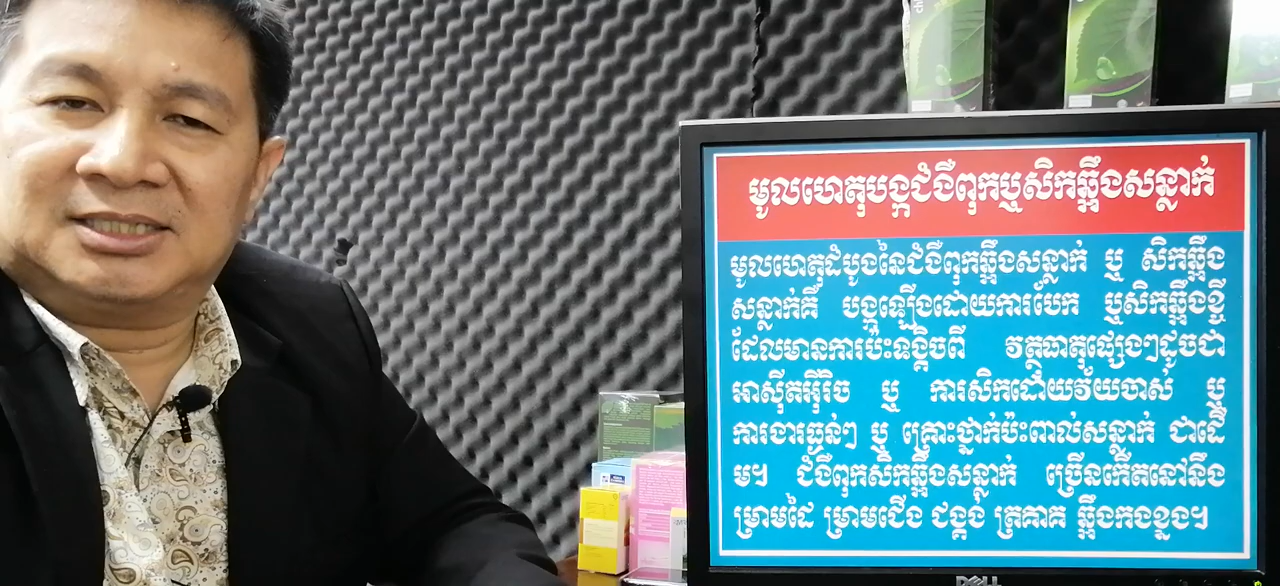 មូលហេតុបង្កជំងឺពុកឬសិកឆ្អឹងសន្លាក់
មូលហេតុដំបូងនៃជំងឺពុកឆ្អឹងសន្លាក់ ឬ សិកឆ្អឹង
សន្លាក់គឺ បង្កឡើងដោយការបែក ឬសិកឆ្អឹងខ្ចី
ដែលមានការប៉ះទង្គិចពី វត្ថុធាតុផ្សេងៗដូចជា
អាស៊ីតអ៊ីរិច ឬ ការសិកដោយវ័យចាស់ ឬ
ការងារធ្ងន់ៗ ឬ គ្រោះថ្នាក់ប៉ះពាល់សន្លាក់ ជាដើ
ម។ ជំងឺពុកសិកឆ្អឹងសន្លាក់ ច្រើនកើតនៅនឹង
ម្រាមដៃ ម្រាមជើង ជង្គង់ ត្រគាគ ឆ្អឹងកងខ្នង។
DELL